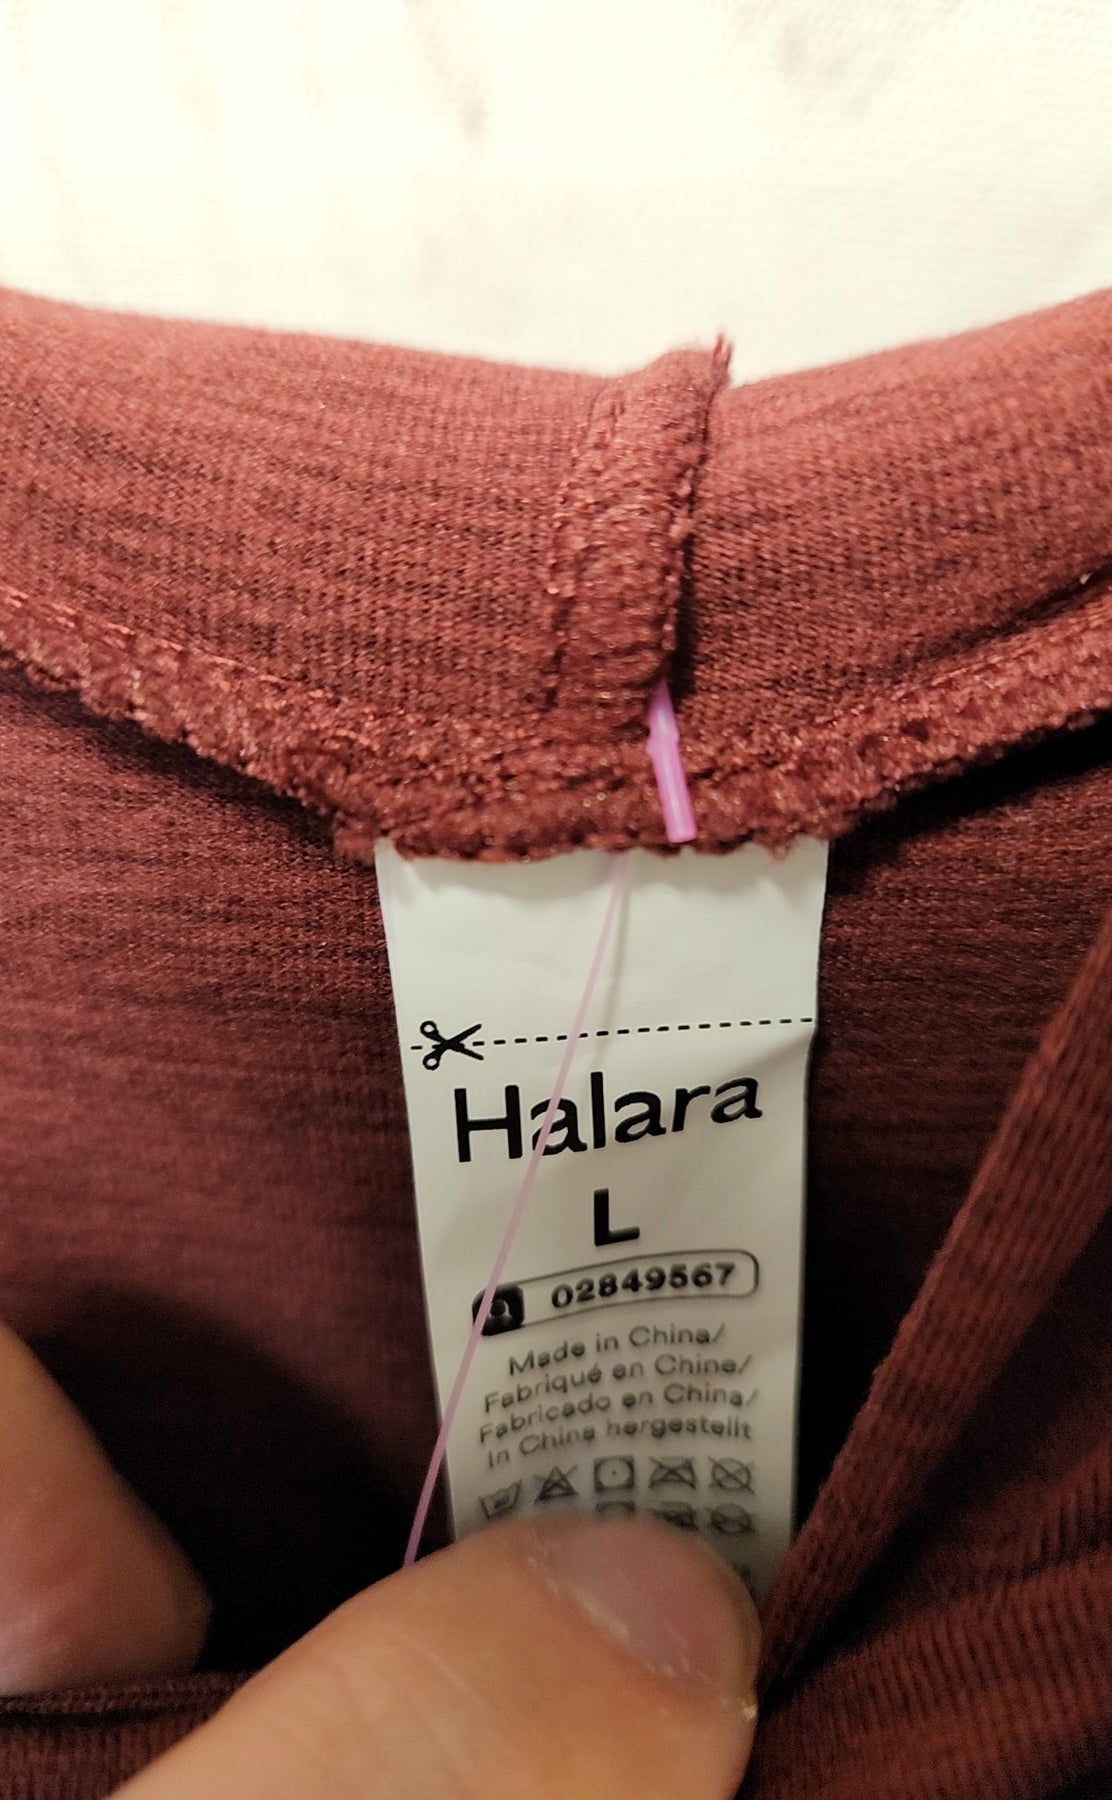 Halara
L
02849567
Made in China/
Fabriqué en Chine/
Fabricado en China/
In China hergestellt